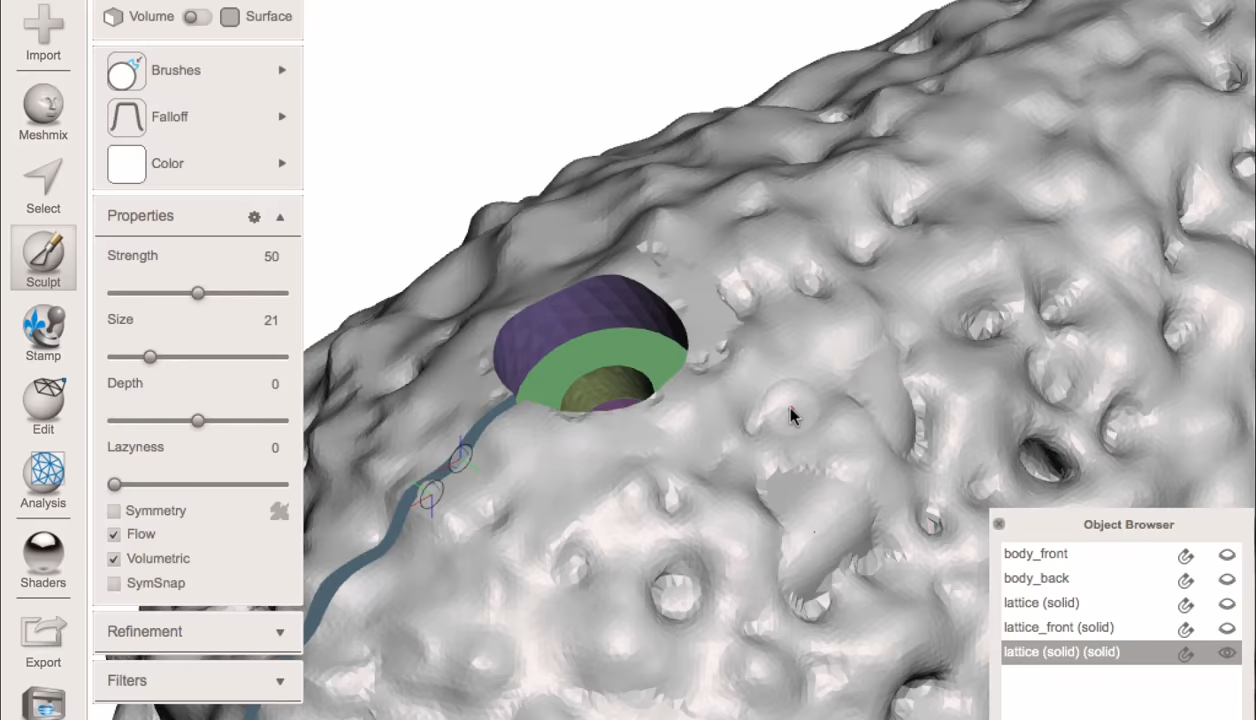 Import
Meshmix
Select
Sculpt
Stamp
Edit
Analysis
Shaders
Export
Volume Surface
Brushes
Falloff
Color
Properties
Strength 50
Size 21
Depth 0
Lazyness 0
Symmetry
Flow
Volumetric
SymSnap
Refinement
Filters
Object Browser
body_front
body_back
lattice (solid)
lattice_front (solid)
lattice (solid) (solid)